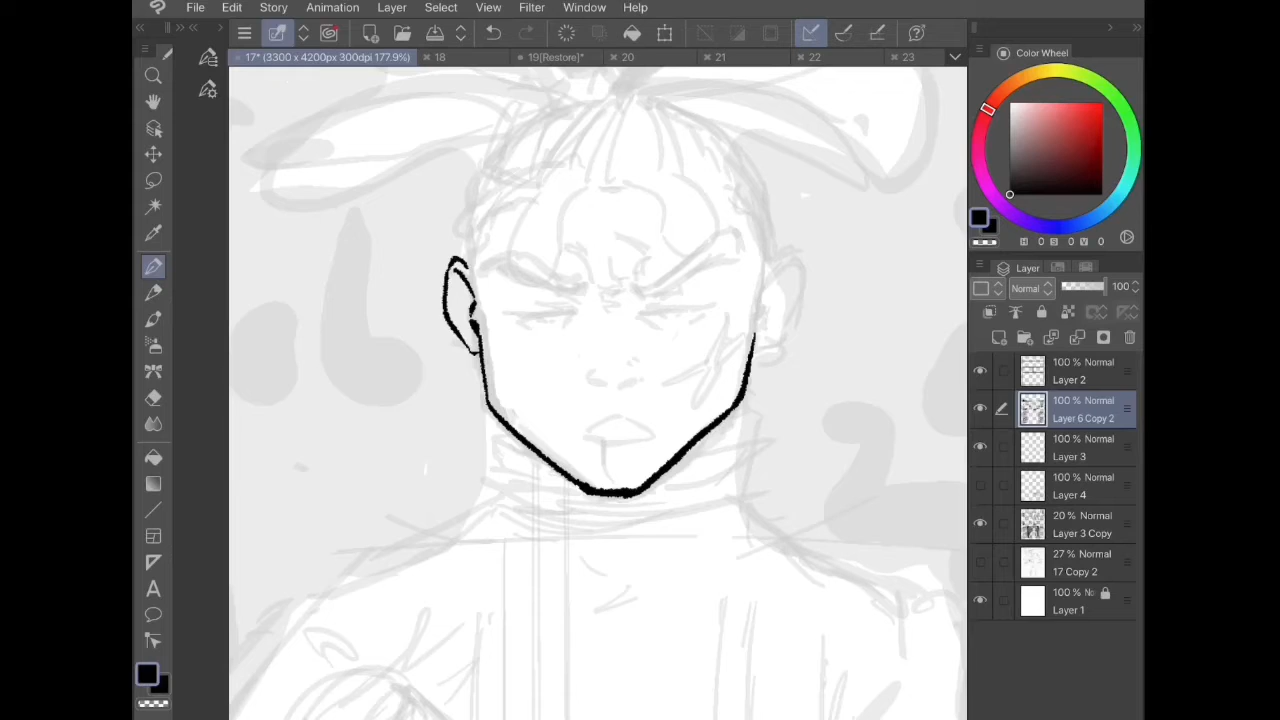 File Edit Story Animation Layer Select View Filter Window Help
17* (3300 x 4200px 300dpi 177.9%) 18 19[Restore]* 20 21 22 23
Color Wheel
H 0 S 0 V 0
Layer
Normal 100
100 % Normal
Layer 2
100 % Normal
Layer 6 Copy 2
100 % Normal
Layer 3
100 % Normal
Layer 4
20 % Normal
Layer 3 Copy
27 % Normal
17 Copy 2
100 % No
Layer 1